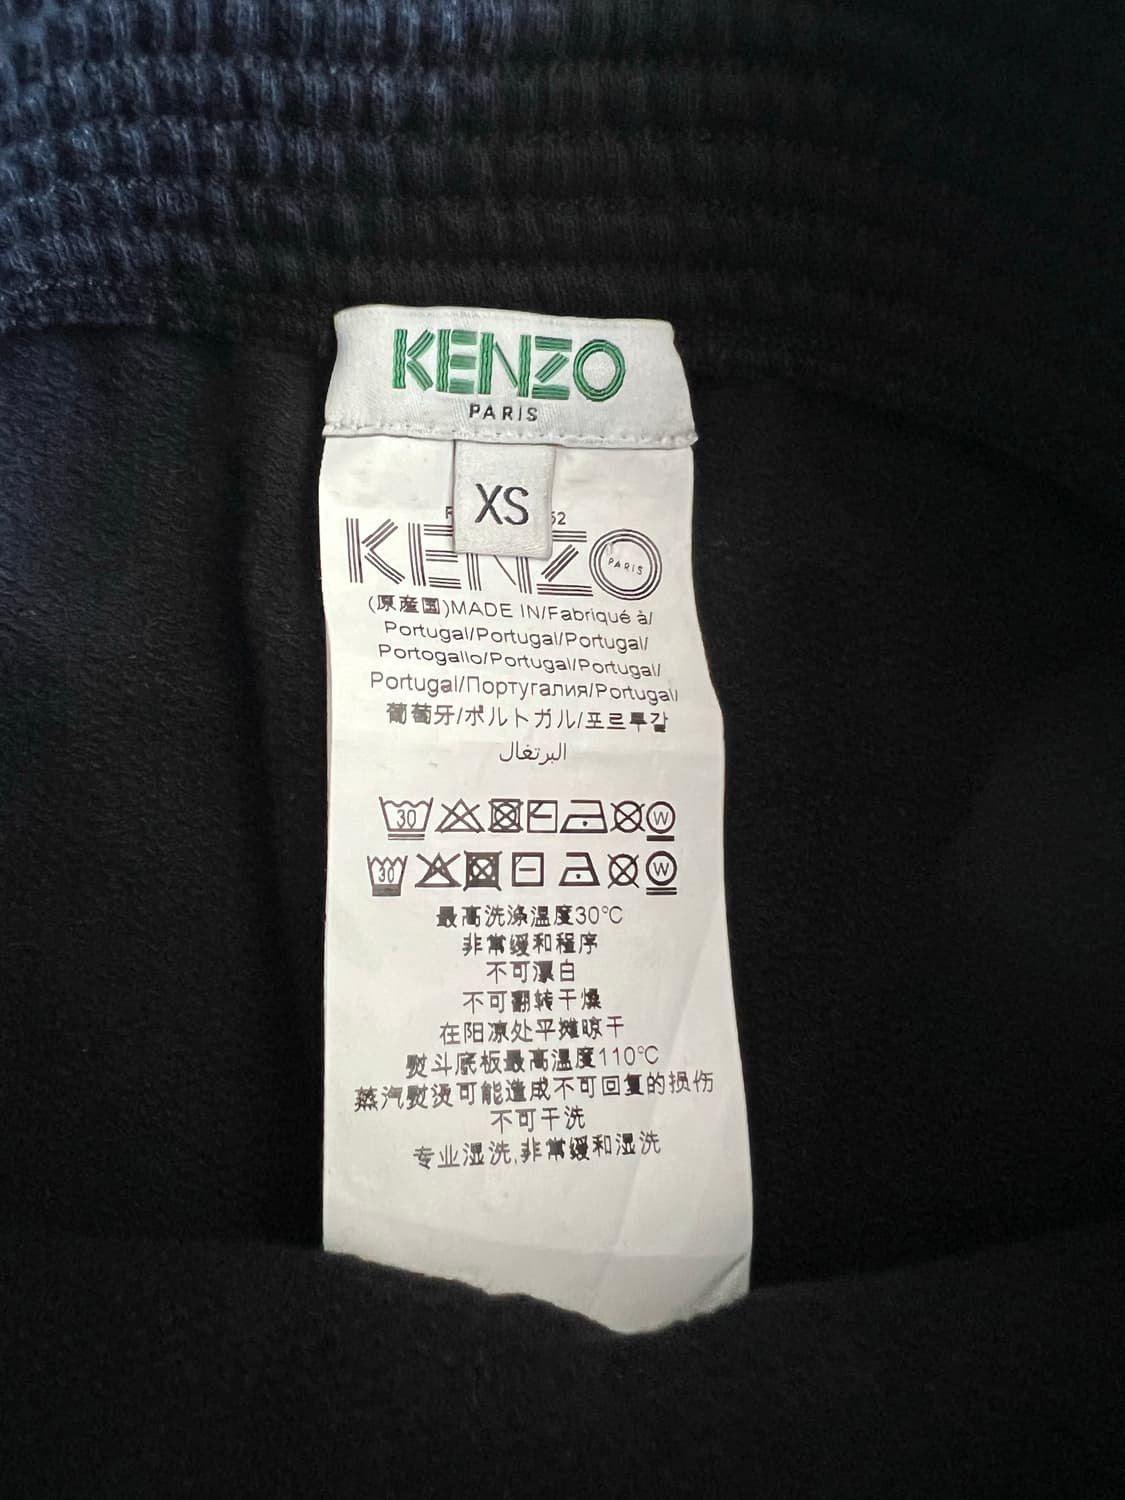 KENZO
PARIS
XS
52
KENZO
PARIS
(原産国)MADE IN/Fabriqué à/
Portugal/Portugal/Portugal/
Portogallo/Portugal/Portugal/
Portugal/Португалия/Portugal/
葡萄牙/ポルトガル/포르투갈
البرتغال
30 W
30 W
最高洗涤温度30°C
非常缓和程序
不可漂白
不可翻转干燥
在阳凉处平摊晾干
熨斗底板最高温度110°C
蒸汽熨烫可能造成不可回复的损伤
不可干洗
专业湿洗,非常缓和湿洗